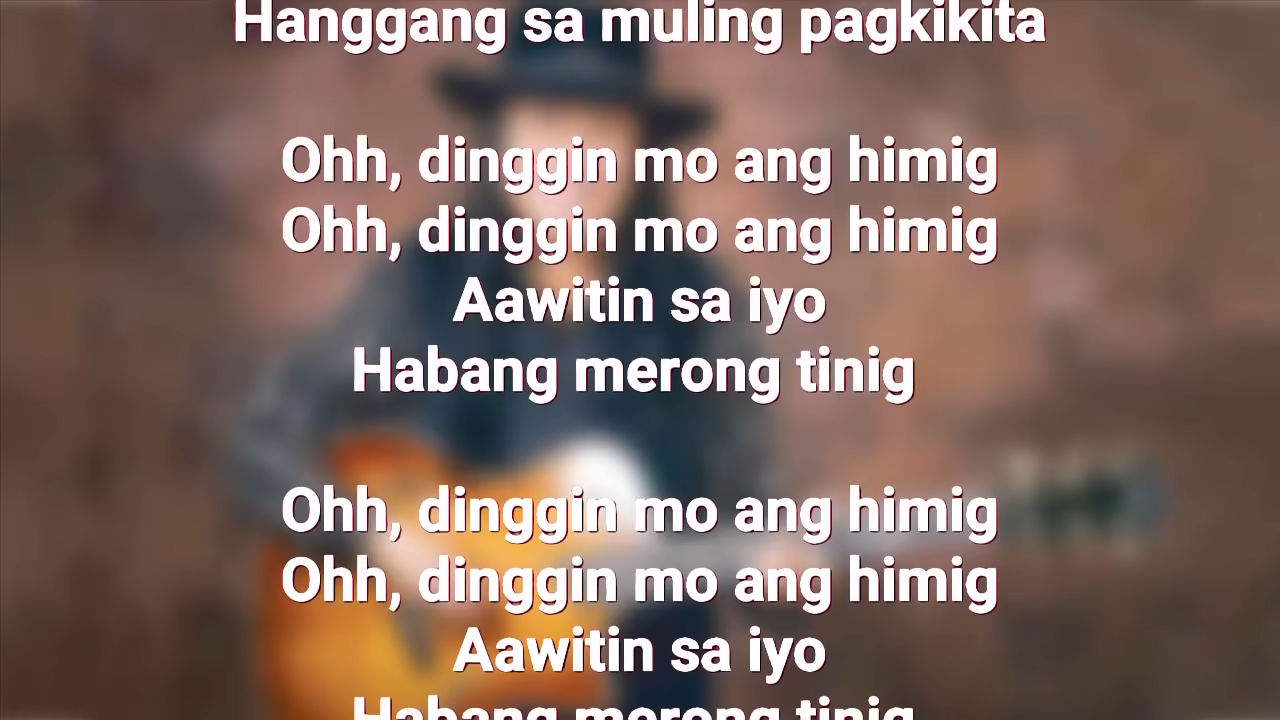 Hanggang sa muling pagkikita
Ohh, dinggin mo ang himig
Ohh, dinggin mo ang himig
Aawitin sa iyo
Habang merong tinig
Ohh, dinggin mo ang himig
Ohh, dinggin mo ang himig
Aawitin sa iyo
Habang merong tinig